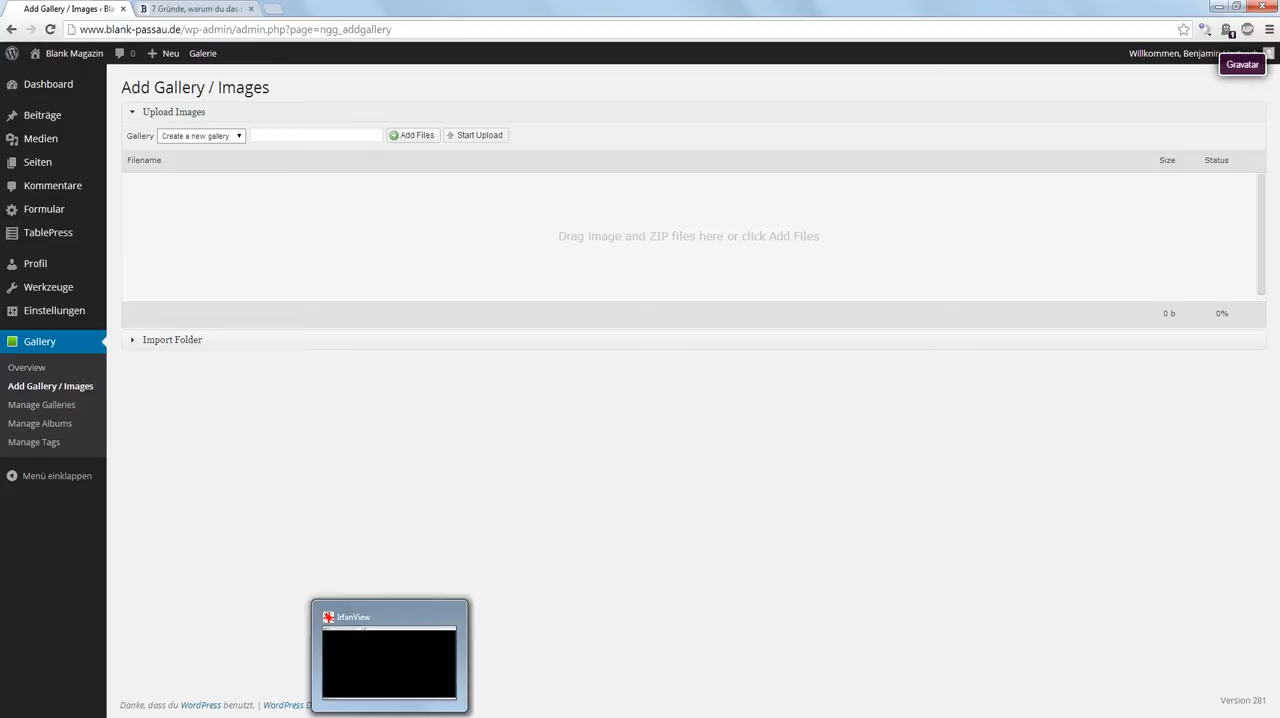 Add Gallery / Images ‹ Bla
7 Gründe, warum du das
www.blank-passau.de/wp-admin/admin.php?page=ngg_addgallery
Blank Magazin
0
Neu
Galerie
Willkommen, Benjamin
Gravatar
Dashboard
Beiträge
Medien
Seiten
Kommentare
Formular
TablePress
Profil
Werkzeuge
Einstellungen
Gallery
Overview
Add Gallery / Images
Manage Galleries
Manage Albums
Manage Tags
Menü einklappen
Add Gallery / Images
Upload Images
Gallery
Create a new gallery
Add Files
Start Upload
Filename
Size
Status
Drag image and ZIP files here or click Add Files
0 b
0%
Import Folder
IrfanView
Danke, dass du WordPress benutzt. | WordPress D
Version 281